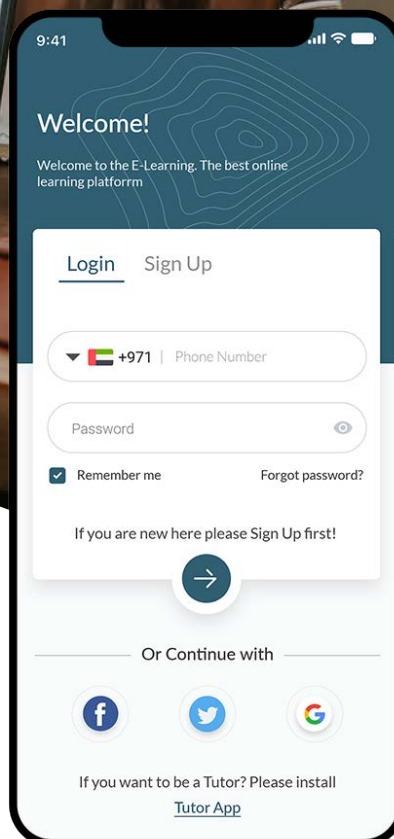 9:41
Welcome!
Welcome to the E-Learning. The best online
learning platforrm
Login Sign Up
+971 | Phone Number
Password
Remember me Forgot password?
If you are new here please Sign Up first!
Or Continue with
f
G
If you want to be a Tutor? Please install
Tutor App